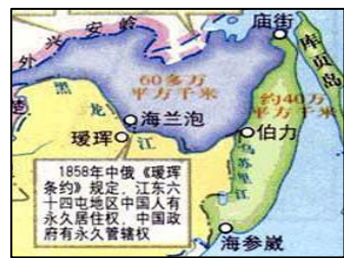 外兴安岭
庙街
库页岛
60多万
平方千米
约40万
平方千米
黑龙江
海兰泡
瑷珲
伯力
乌苏里江
1858年中俄《瑷珲
条约》规定，江东六
十四屯地区中国人有
永久居住权，中国政
府有永久管辖权
海参崴